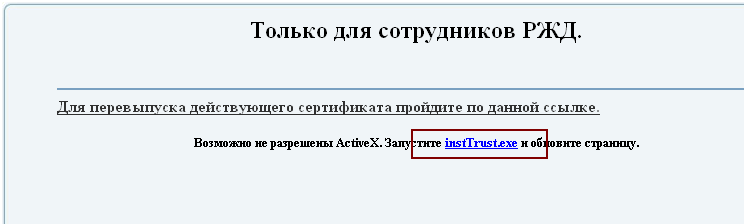 Только для сотрудников РЖД.
Для перевыпуска действующего сертификата пройдите по данной ссылке.
Возможно не разрешены ActiveX. Запустите instTrust.exe и обновите страницу.